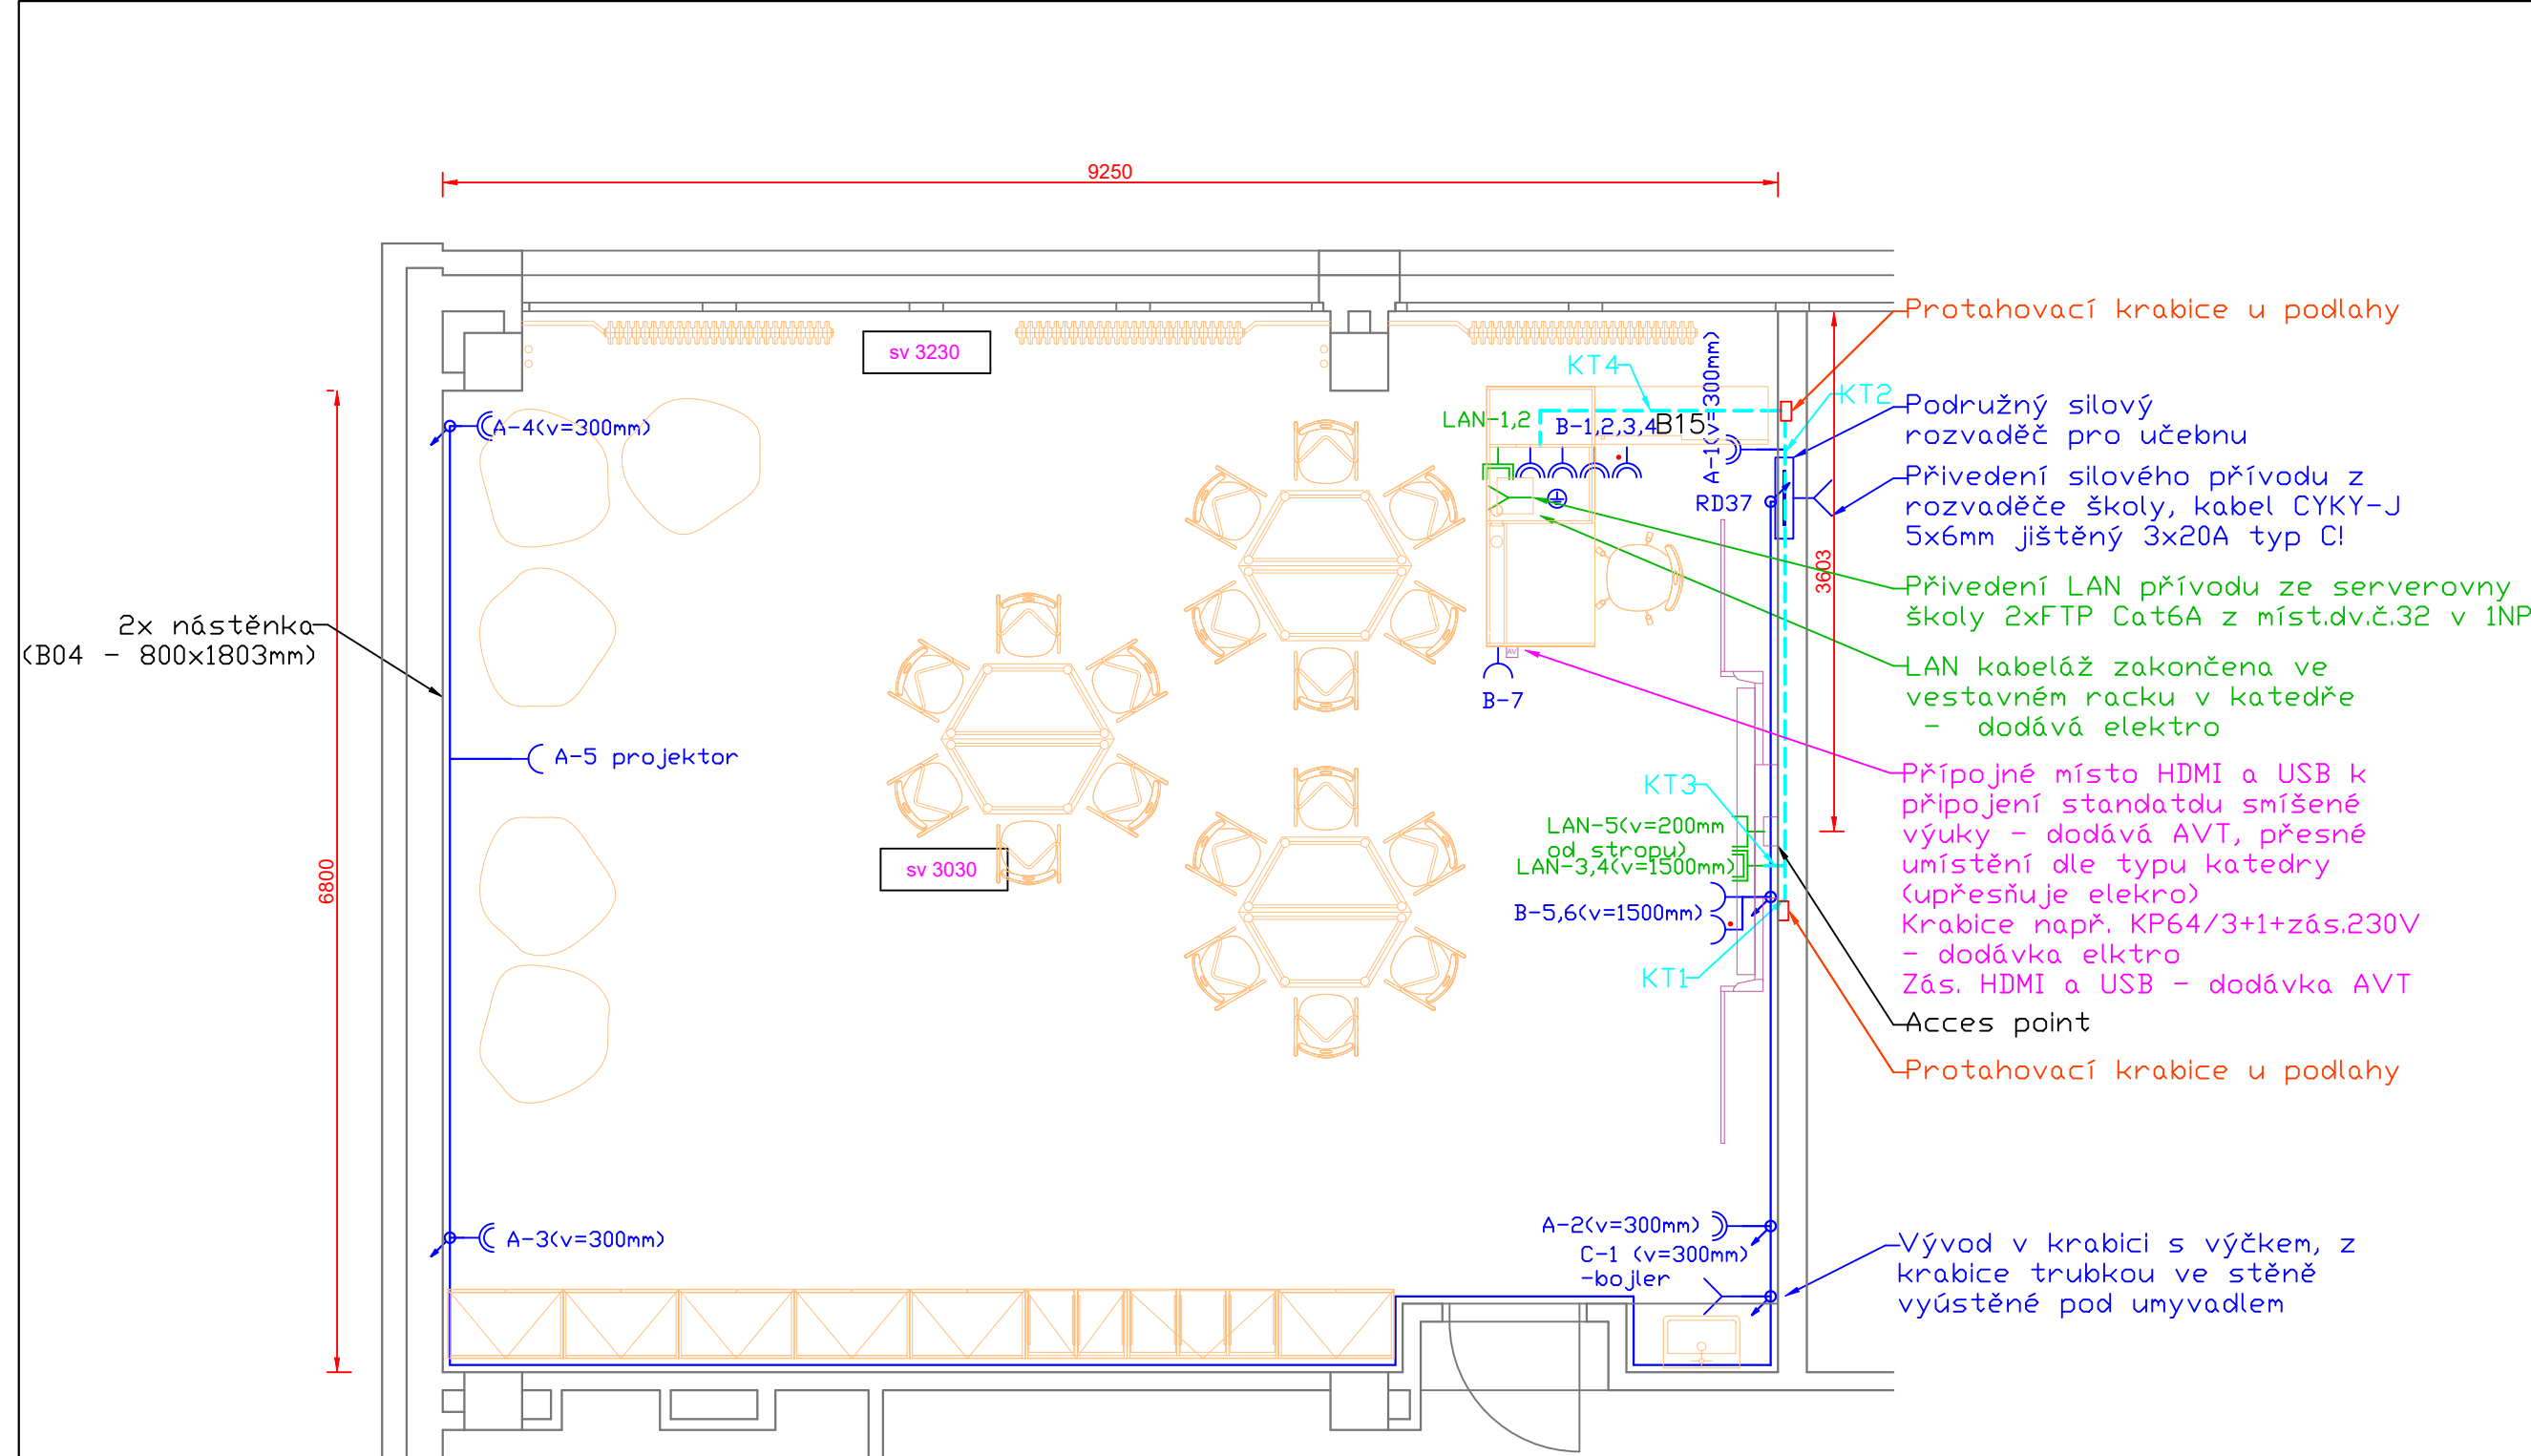 9250
sv 3230
KT4
A-1(v=300mm)
KT2
Protahovací krabice u podlahy
LAN-1,2
B-1,2,3,4
B15
A-4(v=300mm)
Podružný silový
rozvaděč pro učebnu
RD37
Přivedení silového přívodu z
rozvaděče školy, kabel CYKY-J
5x6mm jištěný 3x20A typ C!
3603
Přivedení LAN přívodu ze serverovny
školy 2xFTP Cat6A z míst.dv.č.32 v 1NP
2x nástěnka
(B04 - 800x1803mm)
AV
B-7
LAN kabeláž zakončena ve
vestavném racku v katedře
- dodává elektro
A-5 projektor
KT3
Přípojné místo HDMI a USB k
připojení standatdu smíšené
výuky - dodává AVT, přesné
umístění dle typu katedry
(upřesňuje elekro)
Krabice např. KP64/3+1+zás.230V
- dodávka elktro
Zás. HDMI a USB - dodávka AVT
LAN-5(v=200mm
od stropu)
LAN-3,4(v=1500mm)
sv 3030
6800
B-5,6(v=1500mm)
KT1
Acces point
Protahovací krabice u podlahy
A-3(v=300mm)
A-2(v=300mm)
C-1 (v=300mm)
-bojler
Vývod v krabici s výčkem, z
krabice trubkou ve stěně
vyústěné pod umyvadlem